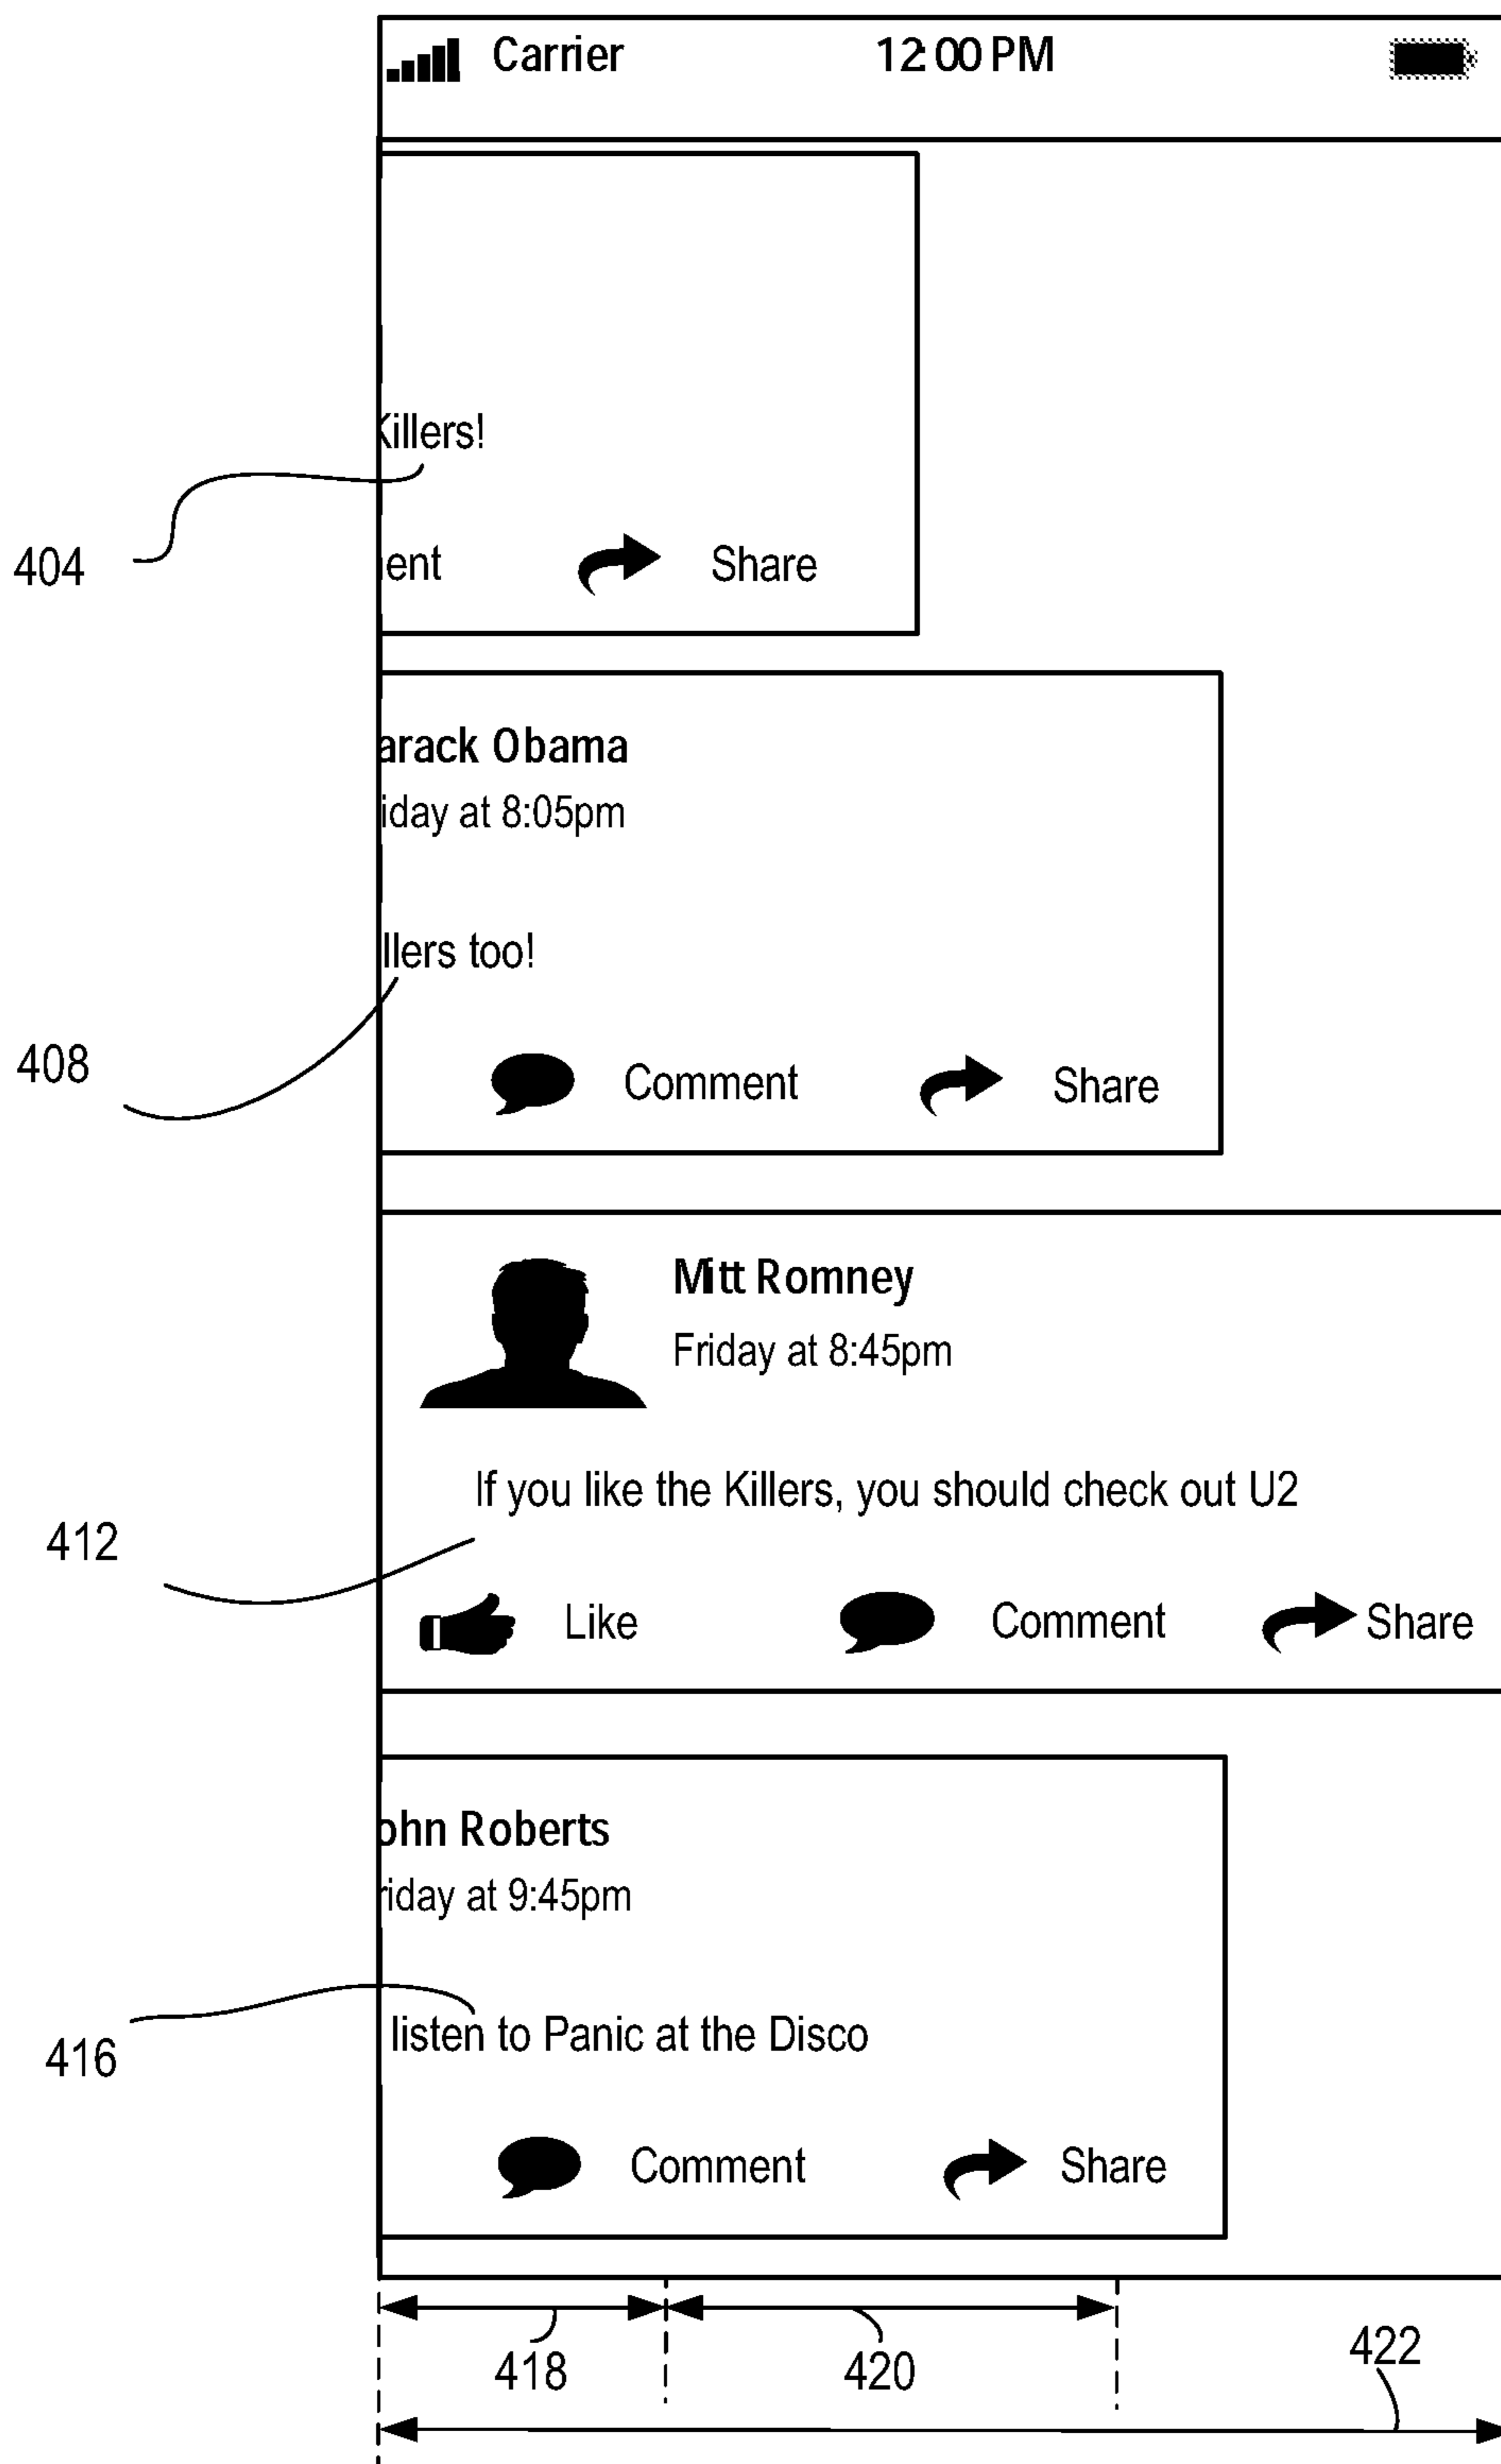 Carrier 12:00 PM
Killers!
404
ent Share
arack Obama
iday at 8:05pm
llers too!
408
Comment Share
Mitt Romney
Friday at 8:45pm
If you like the Killers, you should check out U2
412
Like Comment Share
ohn Roberts
riday at 9:45pm
listen to Panic at the Disco
416
Comment Share
418 420 422